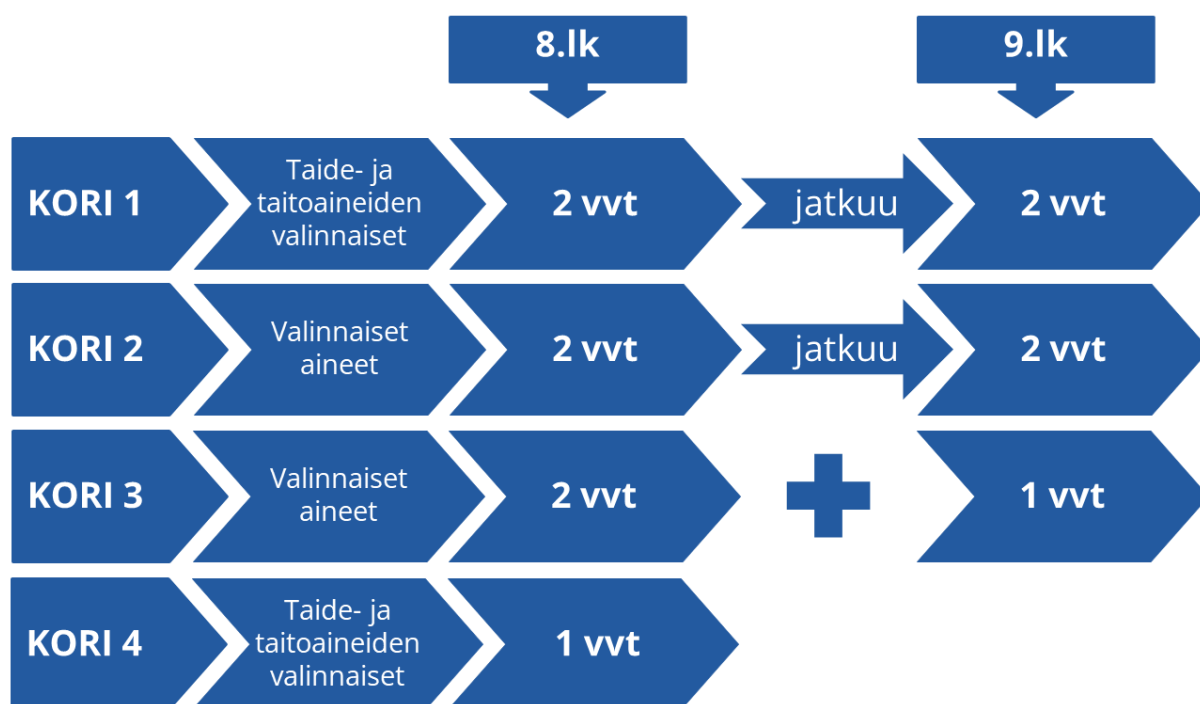 8.lk
9.lk
KORI 1
Taide- ja
taitoaineiden
valinnaiset
2 vvt
jatkuu
2 vvt
KORI 2
Valinnaiset
aineet
2 vvt
jatkuu
2 vvt
KORI 3
Valinnaiset
aineet
2 vvt
1 vvt
KORI 4
Taide- ja
taitoaineiden
valinnaiset
1 vvt